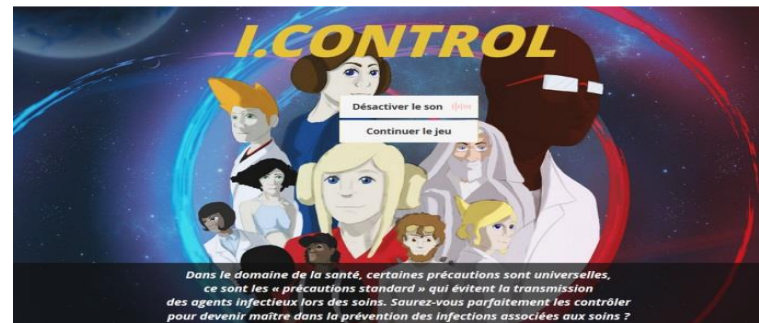 I.CONTROL
Désactiver le son
Continuer le jeu
Dans le domaine de la santé, certaines précautions sont universelles,
ce sont les « précautions standard » qui évitent la transmission
des agents infectieux lors des soins. Saurez-vous parfaitement les contrôler
pour devenir maître dans la prévention des infections associées aux soins ?